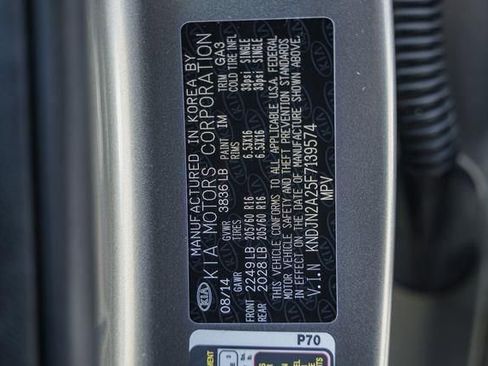 MANUFACTURED IN KOREA BY
KIA MOTORS CORPORATION
KIA
08/14 GVWR 3836 LB PAINT IM TRIM GA3
GAWR TIRES RIMS COLD TIRE INFL
FRONT 2249LB 205/60 R16 6.5JX16 33psi SINGLE
REAR 2028LB 205/60 R16 6.5JX16 33psi SINGLE
THIS VEHICLE CONFORMS TO ALL APPLICABLE U.S.A. FEDERAL
MOTOR VEHICLE SAFETY AND THEFT PREVENTION STANDARDS
IN EFFECT ON THE DATE OF MANUFACTURE SHOWN ABOVE.
V.I.N KNDJN2A25F7139574
MPV
P70